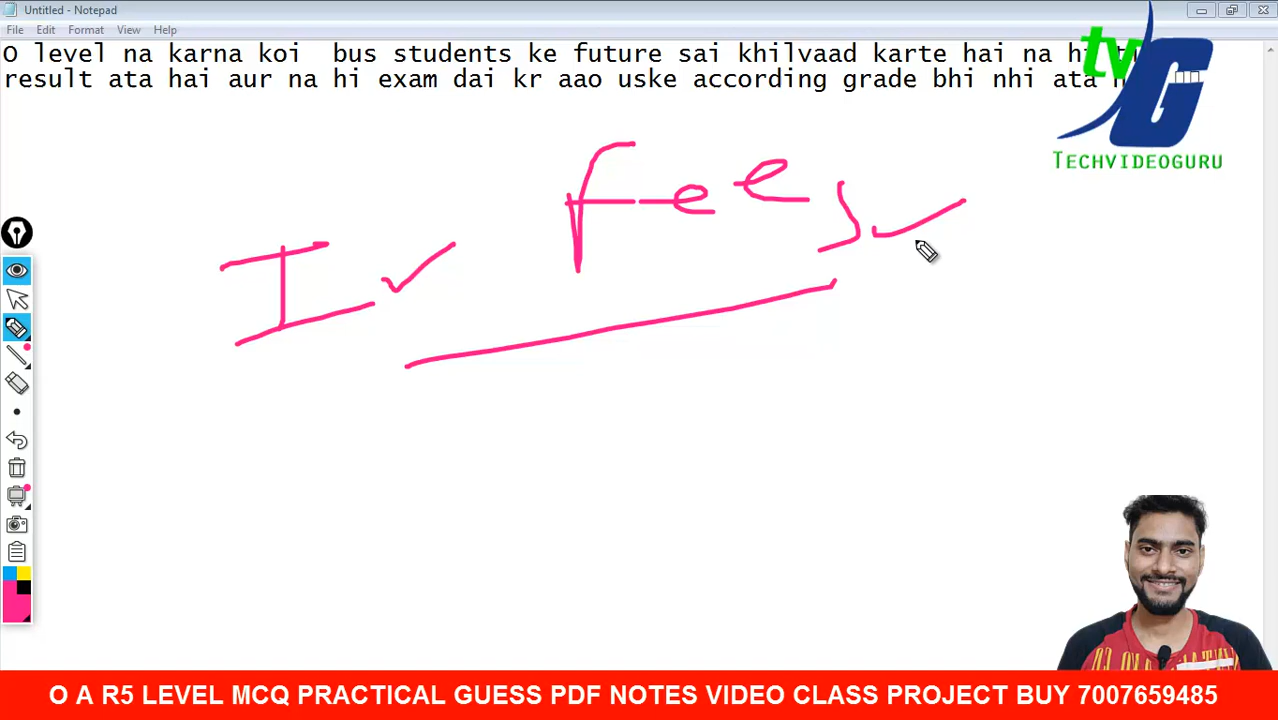 Untitled - Notepad
File Edit Format View Help
O level na karna koi bus students ke future sai khilvaad karte hai na hi
result ata hai aur na hi exam dai kr aao uske according grade bhi nhi ata
tv G
TECHVIDEOGURU
Fees
I
O A R5 LEVEL MCQ PRACTICAL GUESS PDF NOTES VIDEO CLASS PROJECT BUY 7007659485